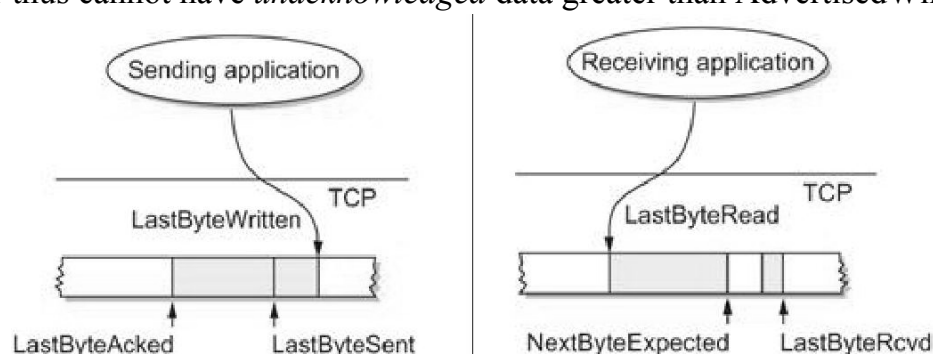 thus cannot have unacknowledged data greater than
Sending application
Receiving application
TCP
TCP
LastByteWritten
LastByteRead
LastByteAcked
LastByteSent
NextByteExpected
LastByteRcvd